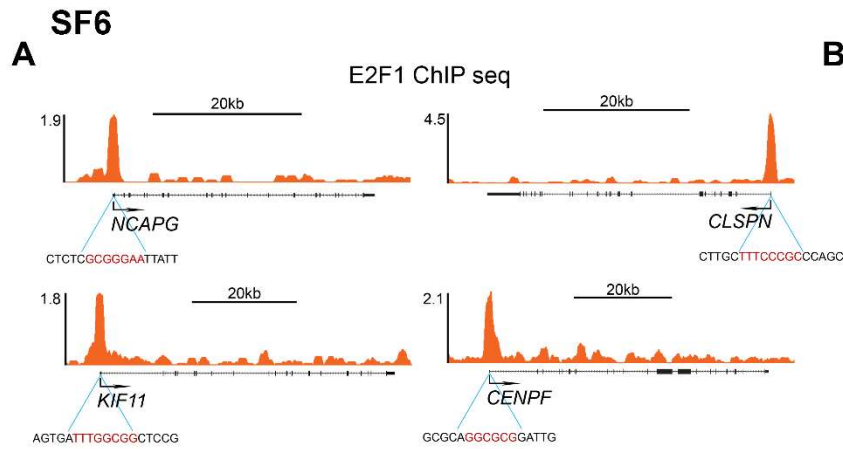 SF6
A
B
E2F1 ChIP seq
20kb
20kb
1.9
4.5
NCAPG
CLSPN
CTCTCGCGGGAATTATT
CTTGCTTTCCCGCCCAGC
20kb
20kb
1.8
2.1
KIF11
CENPF
AGTGATTTGGCGGCTCCG
GCGCAGGCGCGGATTG